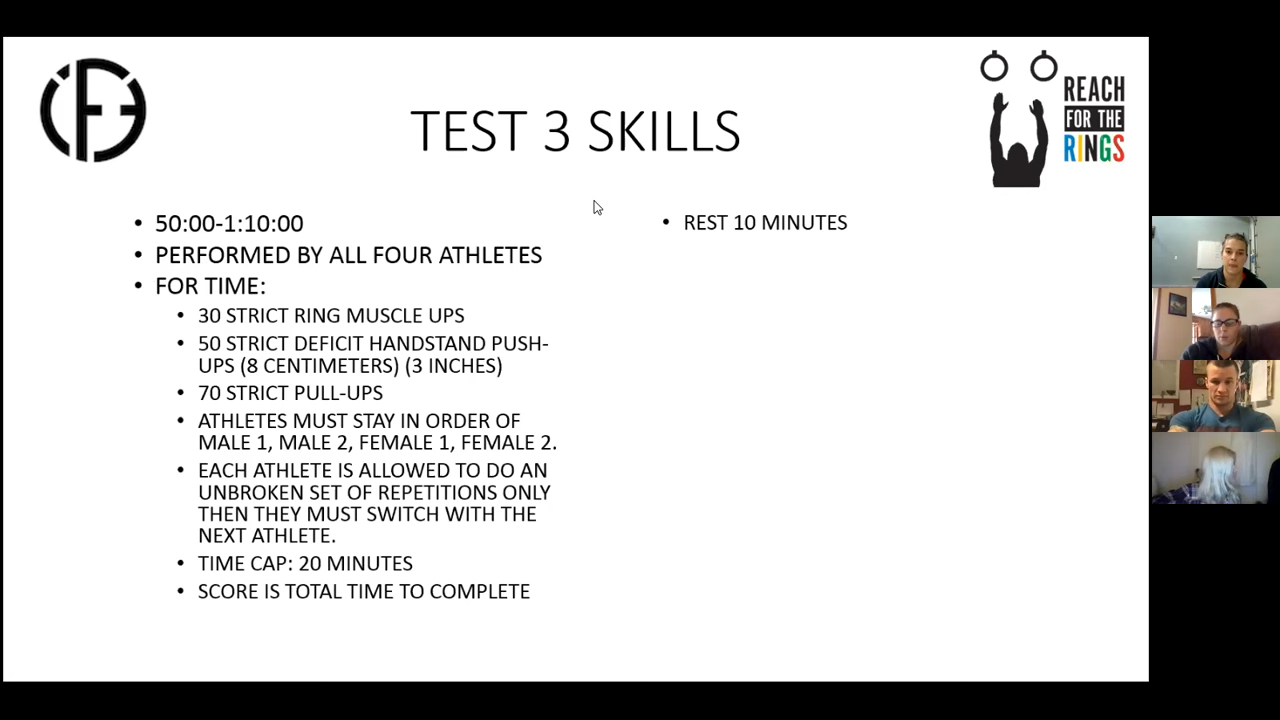 TEST 3 SKILLS
REACH
FOR THE
RINGS
• 50:00-1:10:00
• PERFORMED BY ALL FOUR ATHLETES
• FOR TIME:
• 30 STRICT RING MUSCLE UPS
• 50 STRICT DEFICIT HANDSTAND PUSH-
UPS (8 CENTIMETERS) (3 INCHES)
• 70 STRICT PULL-UPS
• ATHLETES MUST STAY IN ORDER OF
MALE 1, MALE 2, FEMALE 1, FEMALE 2.
• EACH ATHLETE IS ALLOWED TO DO AN
UNBROKEN SET OF REPETITIONS ONLY
THEN THEY MUST SWITCH WITH THE
NEXT ATHLETE.
• TIME CAP: 20 MINUTES
• SCORE IS TOTAL TIME TO COMPLETE
• REST 10 MINUTES